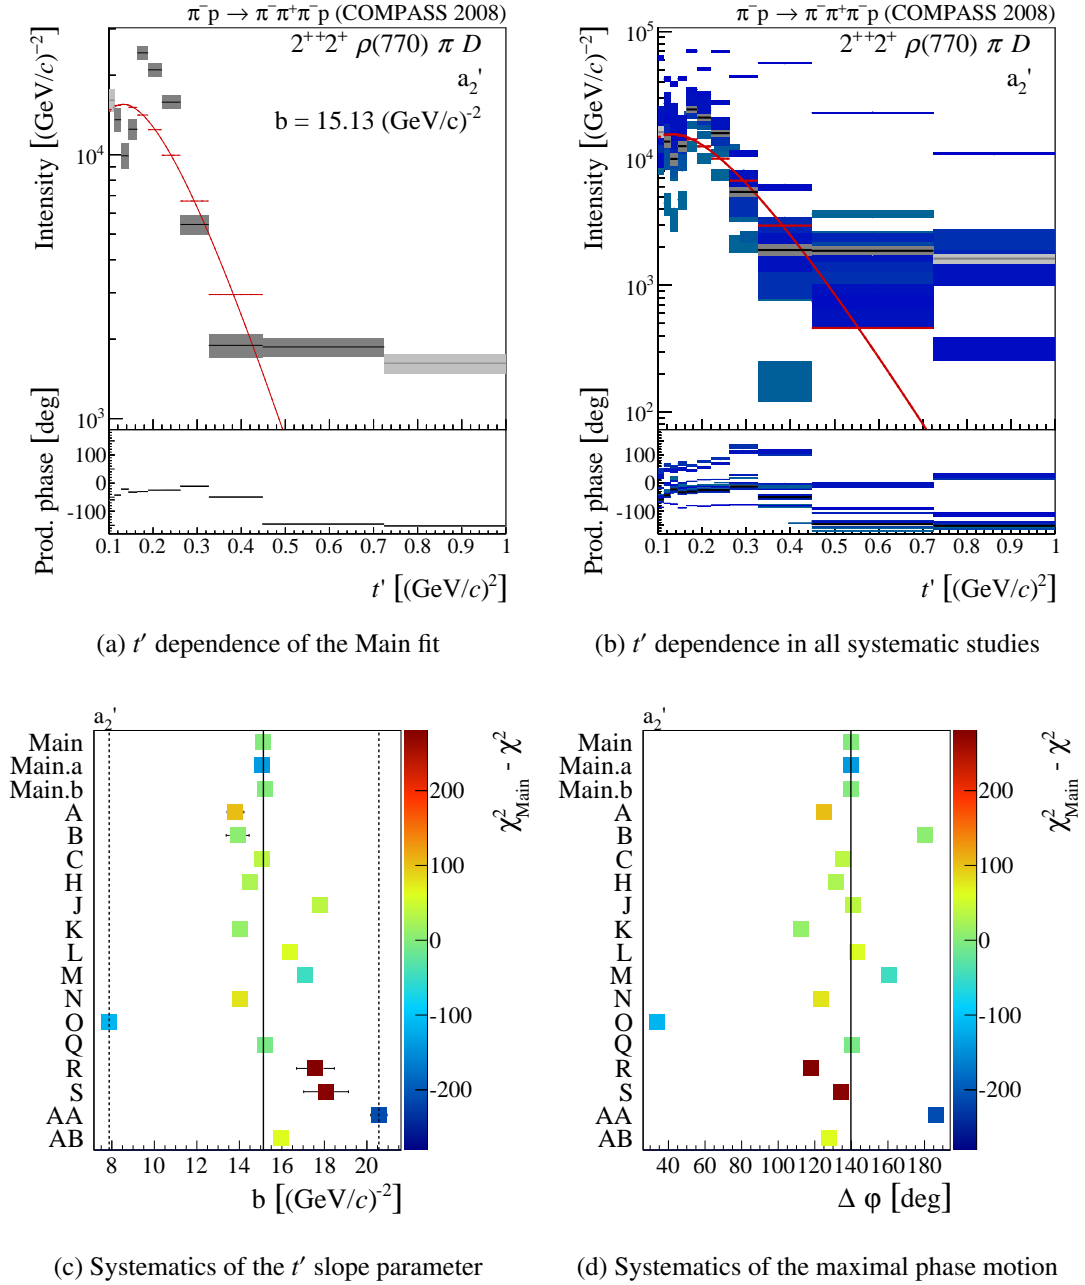 π⁻p → π⁻π⁺π⁻p (COMPASS 2008)
2⁺⁺2⁺ ρ(770) π D
a₂'
b = 15.13 (GeV/c)⁻²
Intensity [(GeV/c)⁻²]
10⁴
10³
Prod. phase [deg]
100
0
-100
0.1 0.2 0.3 0.4 0.5 0.6 0.7 0.8 0.9 1
t' [(GeV/c)²]
(a) t′ dependence of the Main fit
π⁻p → π⁻π⁺π⁻p (COMPASS 2008)
2⁺⁺2⁺ ρ(770) π D
a₂'
Intensity [(GeV/c)⁻²]
10⁵
10⁴
10³
10²
Prod. phase [deg]
100
0
-100
0.1 0.2 0.3 0.4 0.5 0.6 0.7 0.8 0.9 1
t' [(GeV/c)²]
(b) t′ dependence in all systematic studies
a₂'
Main
Main.a
Main.b
A
B
C
H
J
K
L
M
N
O
Q
R
S
AA
AB
8 10 12 14 16 18 20
b [(GeV/c)⁻²]
200
100
0
-100
-200
χ²Main - χ²
(c) Systematics of the t′ slope parameter
a₂'
Main
Main.a
Main.b
A
B
C
H
J
K
L
M
N
O
Q
R
S
AA
AB
40 60 80 100 120 140 160 180
Δ φ [deg]
200
100
0
-100
-200
χ²Main - χ²
(d) Systematics of the maximal phase motion